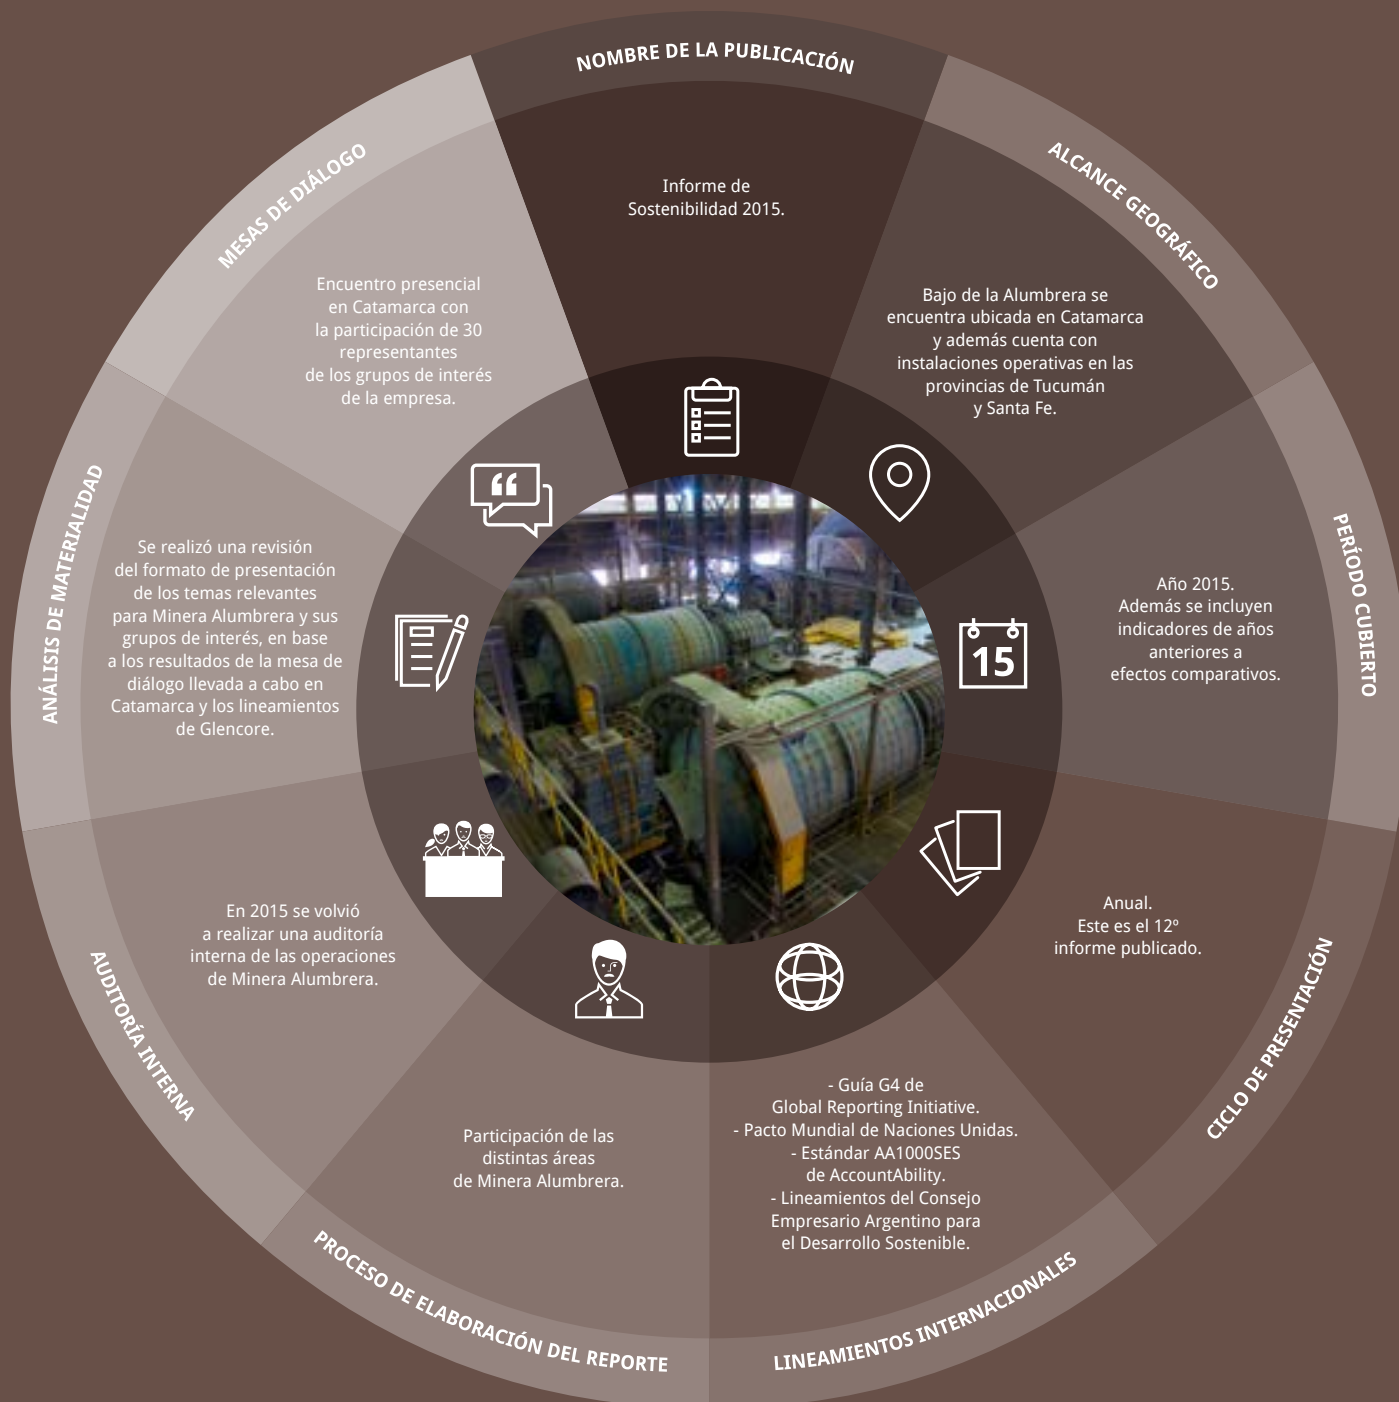 NOMBRE DE LA PUBLICACIÓN
Informe de
Sostenibilidad 2015.
ALCANCE GEOGRÁFICO
Bajo de la Alumbrera se
encuentra ubicada en Catamarca
y además cuenta con
instalaciones operativas en las
provincias de Tucumán
y Santa Fe.
PERÍODO CUBIERTO
Año 2015.
Además se incluyen
indicadores de años
anteriores a
efectos comparativos.
15
CICLO DE PRESENTACIÓN
Anual.
Este es el 12º
informe publicado.
LINEAMIENTOS INTERNACIONALES
- Guía G4 de
Global Reporting Initiative.
- Pacto Mundial de Naciones Unidas.
- Estándar AA1000SES
de AccountAbility.
- Lineamientos del Consejo
Empresario Argentino para
el Desarrollo Sostenible.
PROCESO DE ELABORACIÓN DEL REPORTE
Participación de las
distintas áreas
de Minera Alumbrera.
AUDITORÍA INTERNA
En 2015 se volvió
a realizar una auditoría
interna de las operaciones
de Minera Alumbrera.
ANÁLISIS DE MATERIALIDAD
Se realizó una revisión
del formato de presentación
de los temas relevantes
para Minera Alumbrera y sus
grupos de interés, en base
a los resultados de la mesa de
diálogo llevada a cabo en
Catamarca y los lineamientos
de Glencore.
MESAS DE DIÁLOGO
Encuentro presencial
en Catamarca con
la participación de 30
representantes
de los grupos de interés
de la empresa.